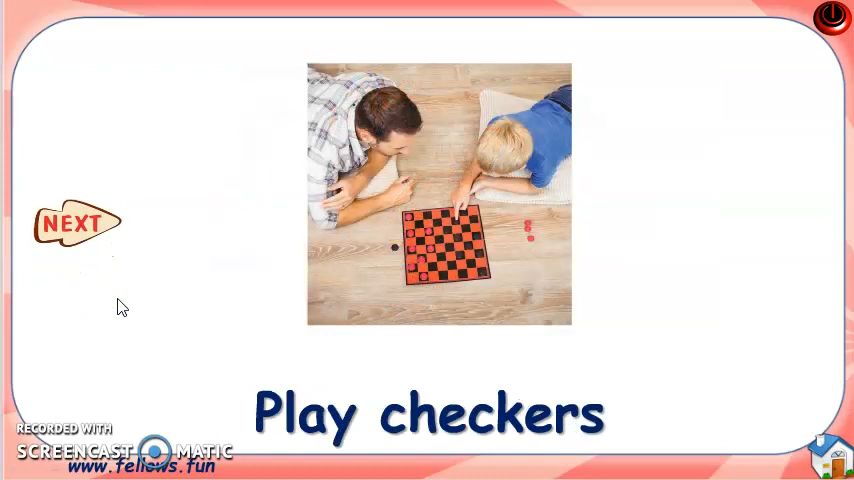 NEXT
Play checkers
RECORDED WITH
SCREENCAST MATIC
www.fellows.fun